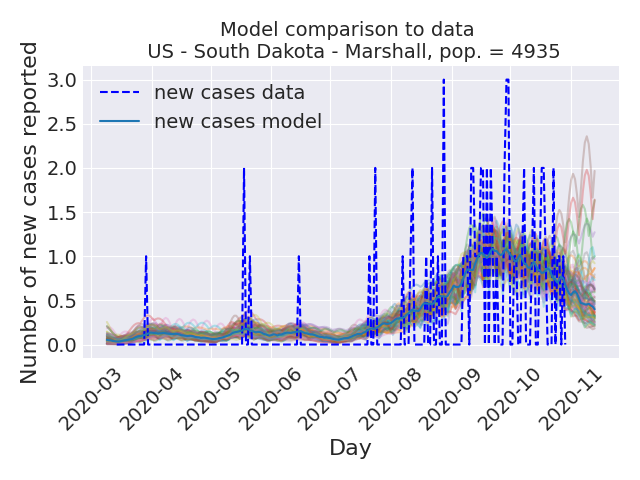 Model comparison to data
US - South Dakota - Marshall, pop. = 4935
Number of new cases reported
3.0
2.5
2.0
1.5
1.0
0.5
0.0
new cases data
new cases model
2020-03
2020-04
2020-05
2020-06
2020-07
2020-08
2020-09
2020-10
2020-11
Day